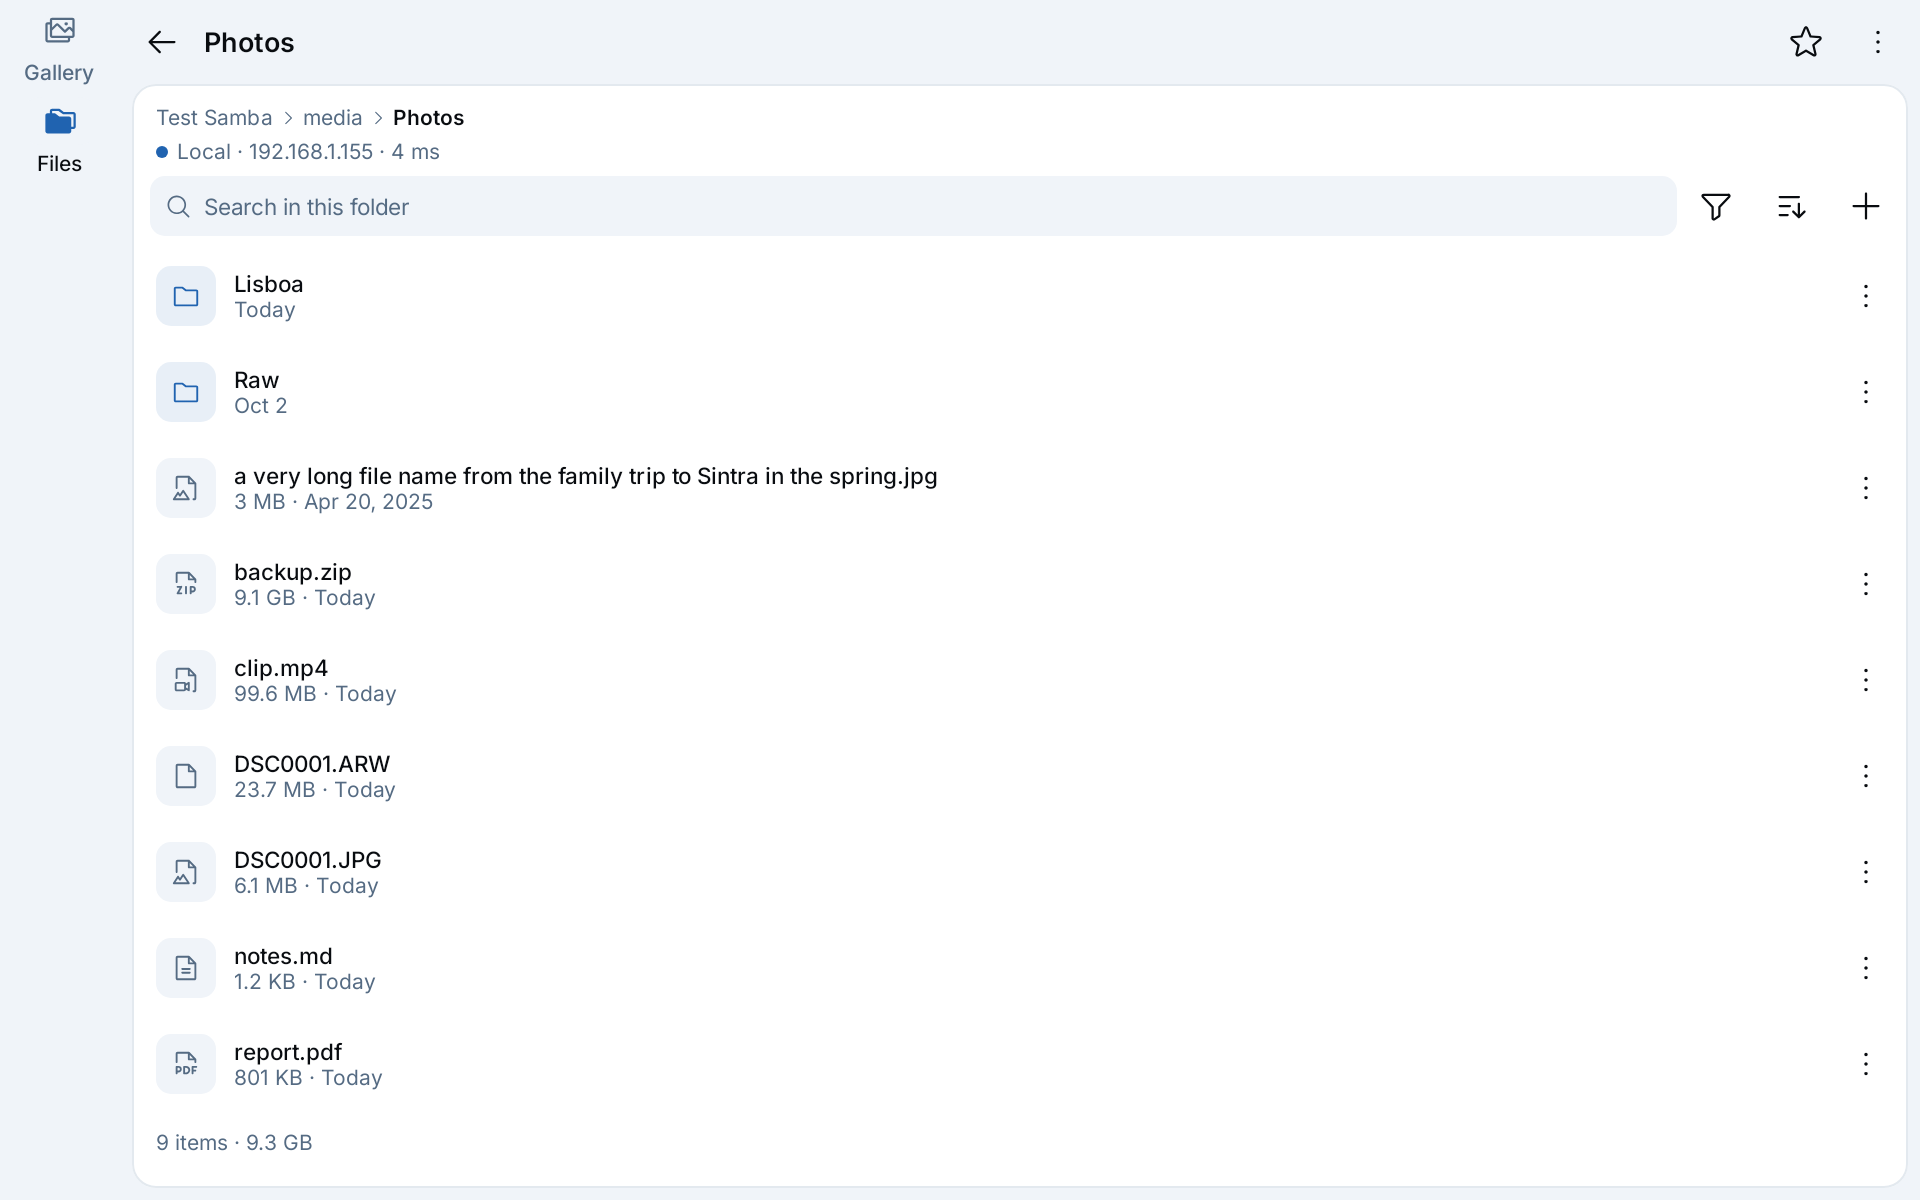 Gallery
Files
Photos
Test Samba > media > Photos
Local · 192.168.1.155 · 4 ms
Search in this folder
Lisboa
Today
Raw
Oct 2
a very long file name from the family trip to Sintra in the spring.jpg
3 MB · Apr 20, 2025
ZIP
backup.zip
9.1 GB · Today
clip.mp4
99.6 MB · Today
DSC0001.ARW
23.7 MB · Today
DSC0001.JPG
6.1 MB · Today
notes.md
1.2 KB · Today
PDF
report.pdf
801 KB · Today
9 items · 9.3 GB